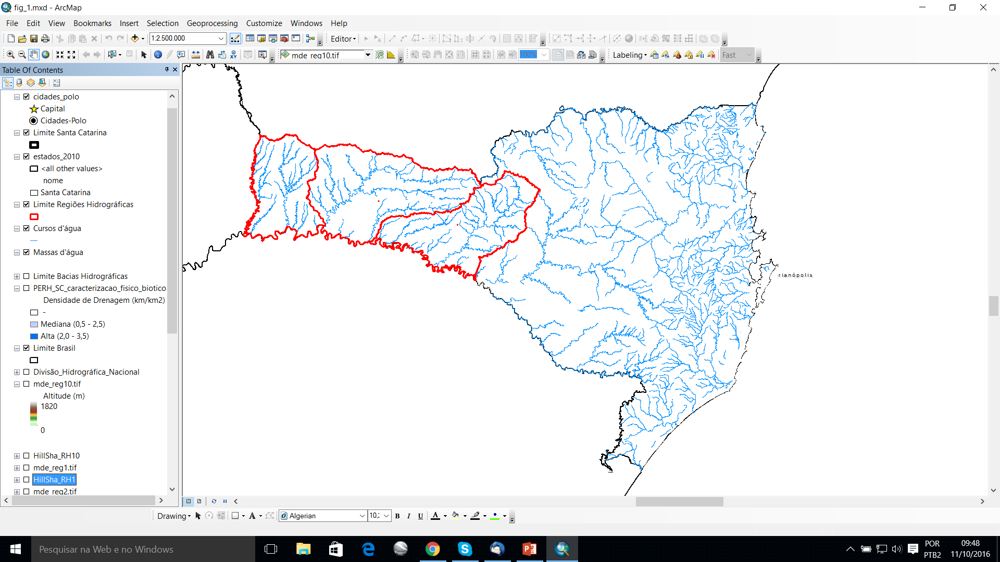 fig_1.mxd - ArcMap
File Edit View Bookmarks Insert Selection Geoprocessing Customize Windows Help
1:2.500.000 Editor
mde_reg10.tif 100% Labeling Fast
Table Of Contents
cidades_polo
Capital
Cidades-Polo
Limite Santa Catarina
estados_2010
<all other values>
nome
Santa Catarina
Limite Regiões Hidrográficas
Cursos d'água
Massas d'água
Limite Bacias Hidrográficas
PERH_SC_caracterizacao_fisico_biotico
Densidade de Drenagem (km/km2)
-
Mediana (0,5 - 2,5)
Alta (2,0 - 3,5)
Limite Brasil
Divisão_Hidrográfica_Nacional
mde_reg10.tif
Altitude (m)
1820
0
HillSha_RH10
mde_reg1.tif
HillSha_RH1
mde_reg2.tif
rianópolis
Drawing A Algerian 10, B I U A
Pesquisar na Web e no Windows
POR
PTB2
09:48
11/10/2016